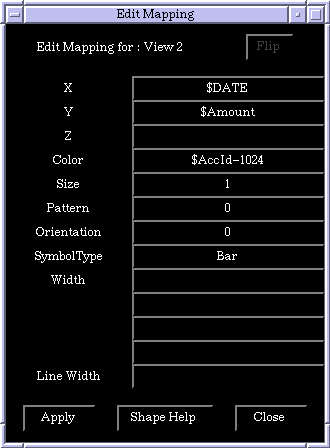 Edit Mapping
Edit Mapping for : View 2 Flip
X $DATE
Y $Amount
Z
Color $AccId-1024
Size 1
Pattern 0
Orientation 0
SymbolType Bar
Width
Line Width
Apply Shape Help Close